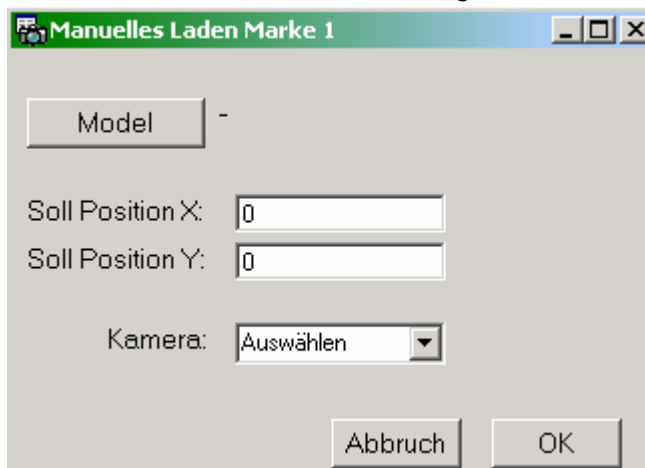 Manuelles Laden Marke 1
Model -
Soll Position X: 0
Soll Position Y: 0
Kamera: Auswählen
Abbruch OK